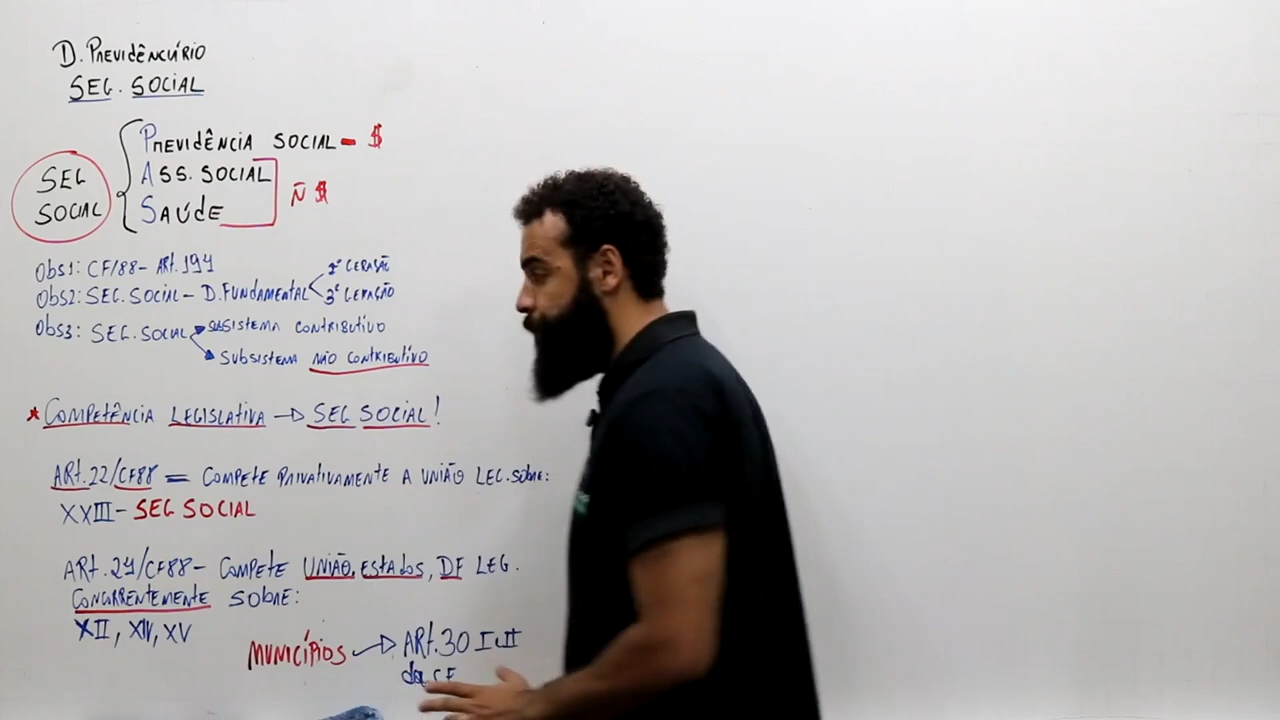 D. PREVIDÊNCIÁRIO
SEG. SOCIAL
SEG SOCIAL
PREVIDÊNCIA SOCIAL - $
ASS. SOCIAL
SAÚDE
Ñ $
Obs1: CF/88 - ART. 194
Obs2: SEG. SOCIAL - D. FUNDAMENTAL
1ª GERAÇÃO
3ª GERAÇÃO
Obs3: SEG. SOCIAL
SUBSISTEMA CONTRIBUTIVO
SUBSISTEMA NÃO CONTRIBUTIVO
* COMPETÊNCIA LEGISLATIVA → SEG SOCIAL!
ART. 22/CF88 = COMPETE PRIVATIVAMENTE A UNIÃO LEG. SOBRE:
XXIII - SEG SOCIAL
ART. 24/CF88 - COMPETE UNIÃO, ESTADOS, DF LEG.
CONCORRENTEMENTE SOBRE:
XII, XIV, XV
MUNICÍPIOS → ART. 30 I e II
da CF